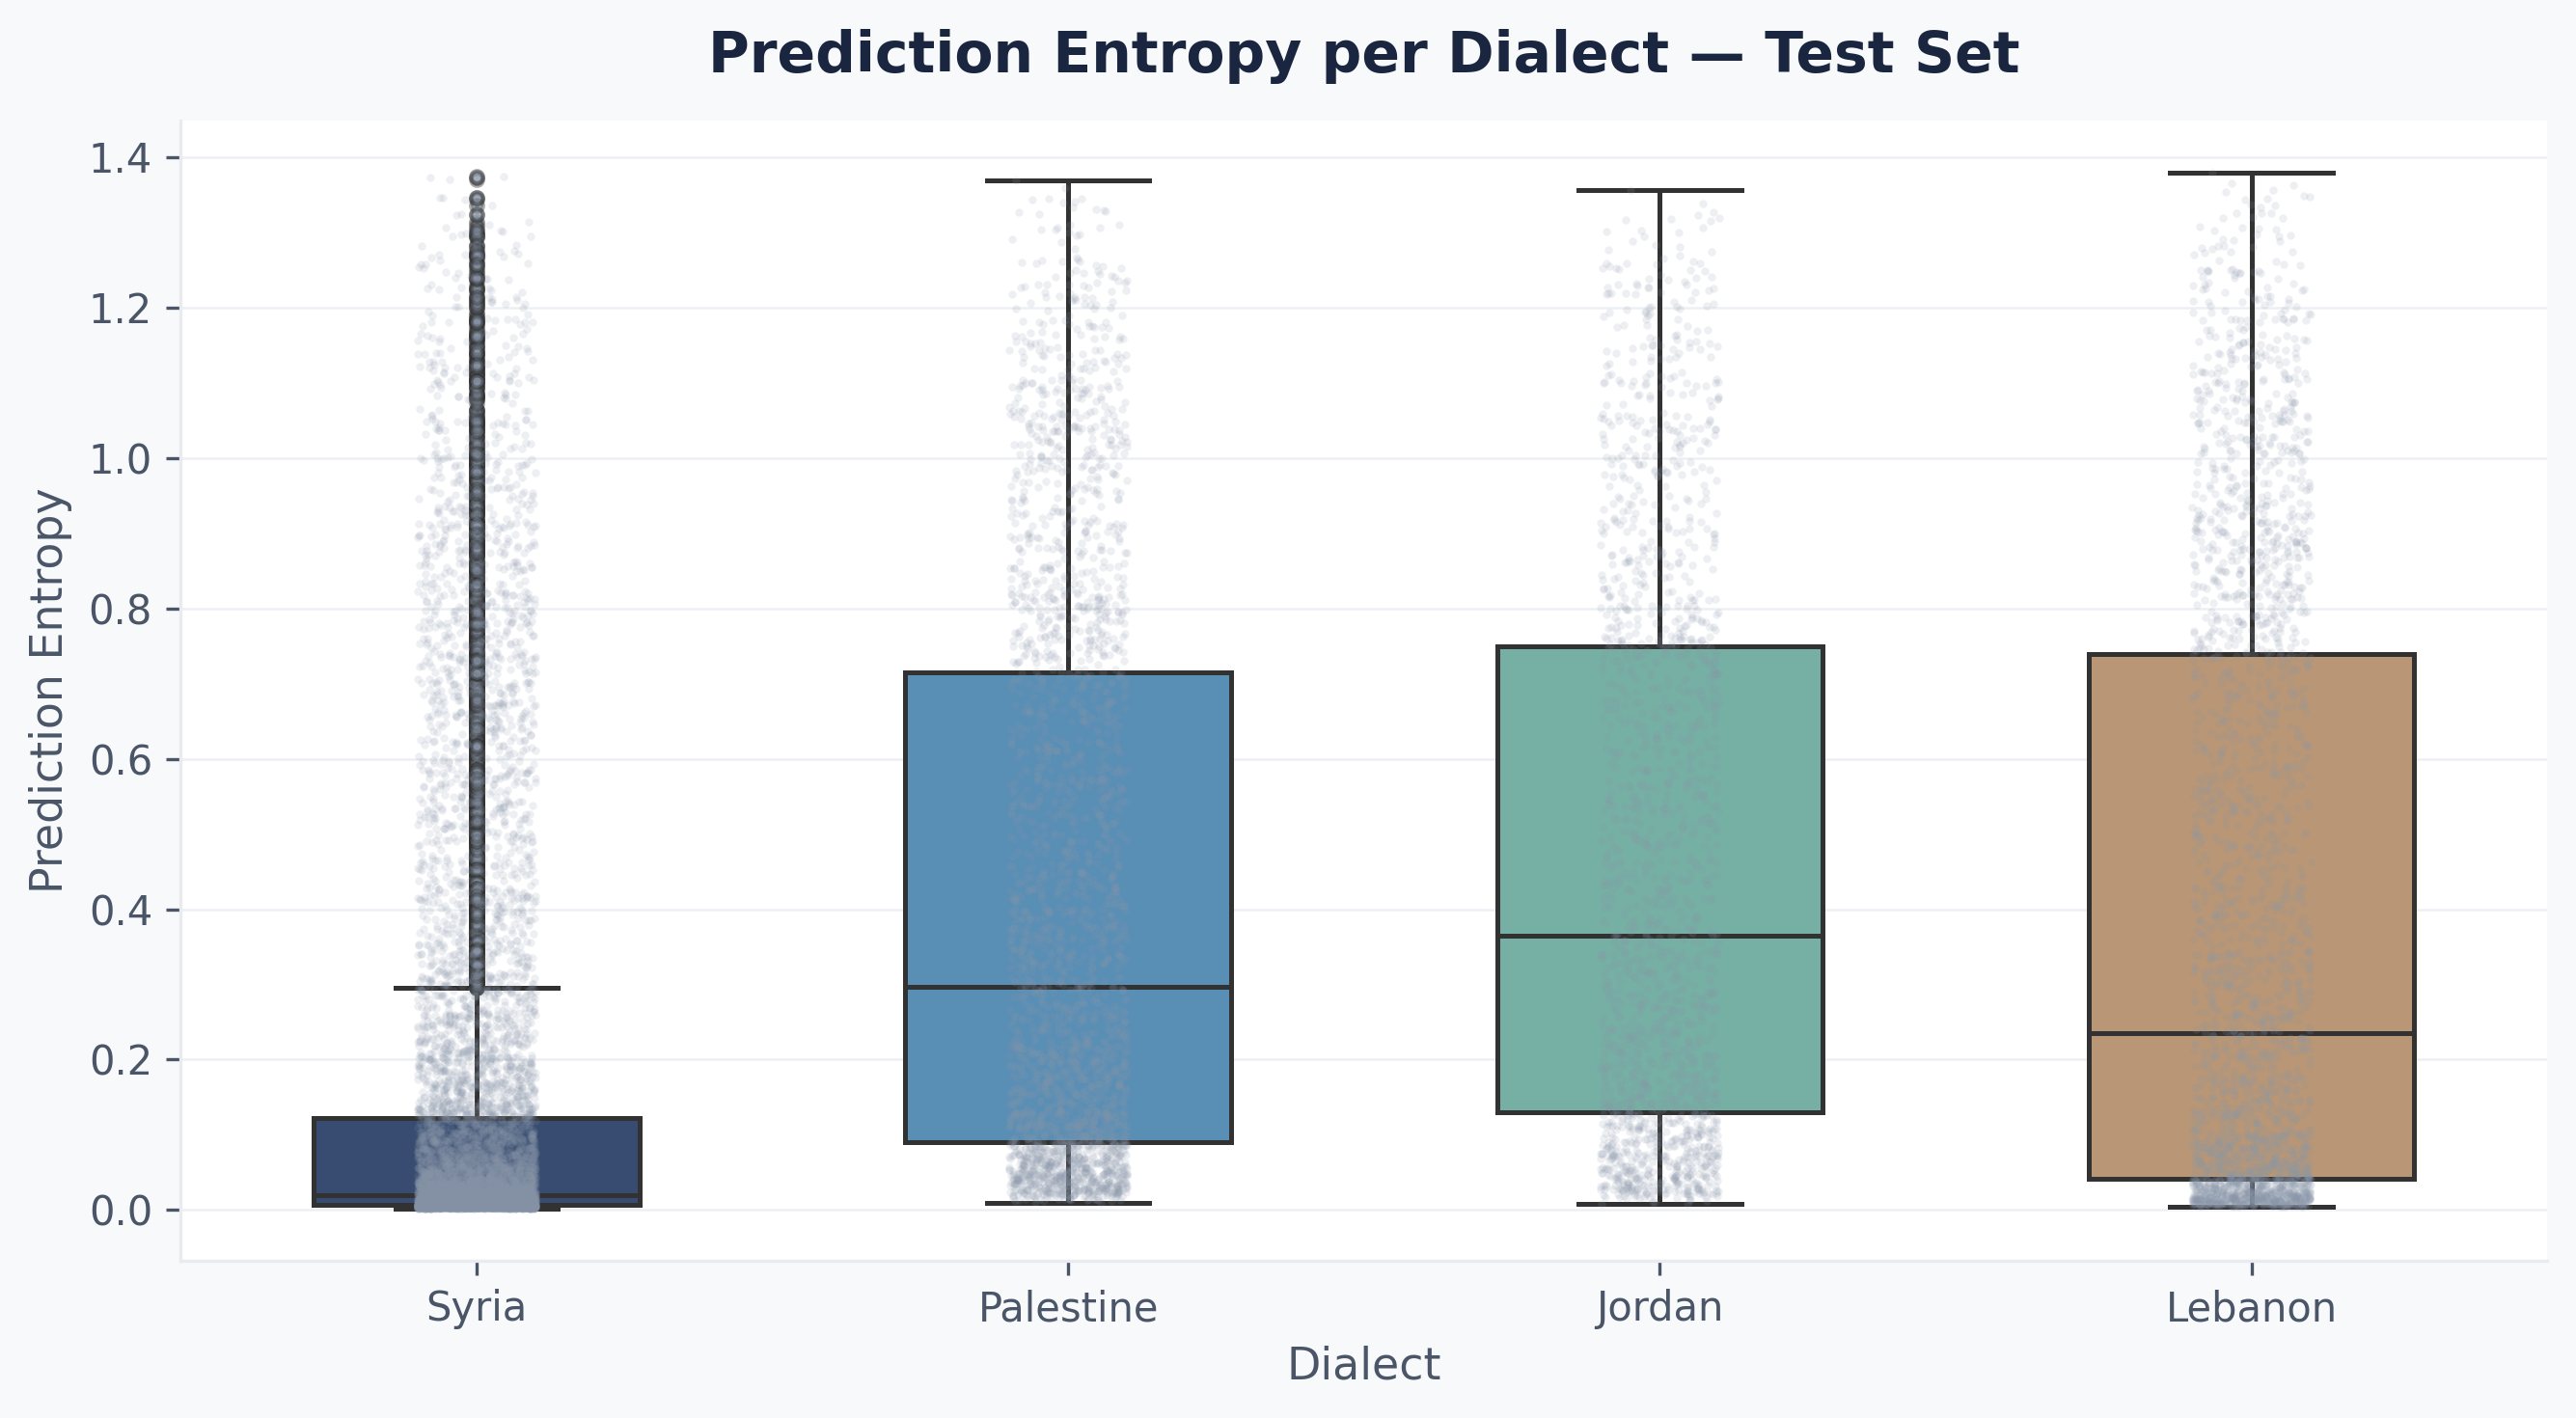 Prediction Entropy per Dialect — Test Set
1.4
1.2
1.0
0.8
0.6
0.4
0.2
0.0
Prediction Entropy
Syria
Palestine
Jordan
Lebanon
Dialect